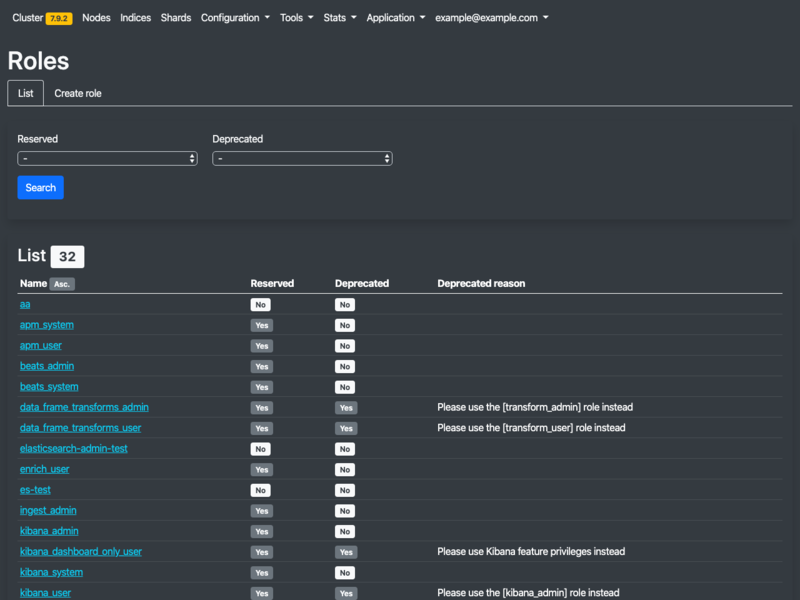 Cluster 7.9.2 Nodes Indices Shards Configuration Tools Stats Application example@example.com
Roles
List Create role
Reserved Deprecated
- -
Search
List 32
Name Asc. Reserved Deprecated Deprecated reason
aa No No
apm_system Yes No
apm_user Yes No
beats_admin Yes No
beats_system Yes No
data_frame_transforms_admin Yes Yes Please use the [transform_admin] role instead
data_frame_transforms_user Yes Yes Please use the [transform_user] role instead
elasticsearch-admin-test No No
enrich_user Yes No
es-test No No
ingest_admin Yes No
kibana_admin Yes No
kibana_dashboard_only_user Yes Yes Please use Kibana feature privileges instead
kibana_system Yes No
kibana_user Yes Yes Please use the [kibana_admin] role instead